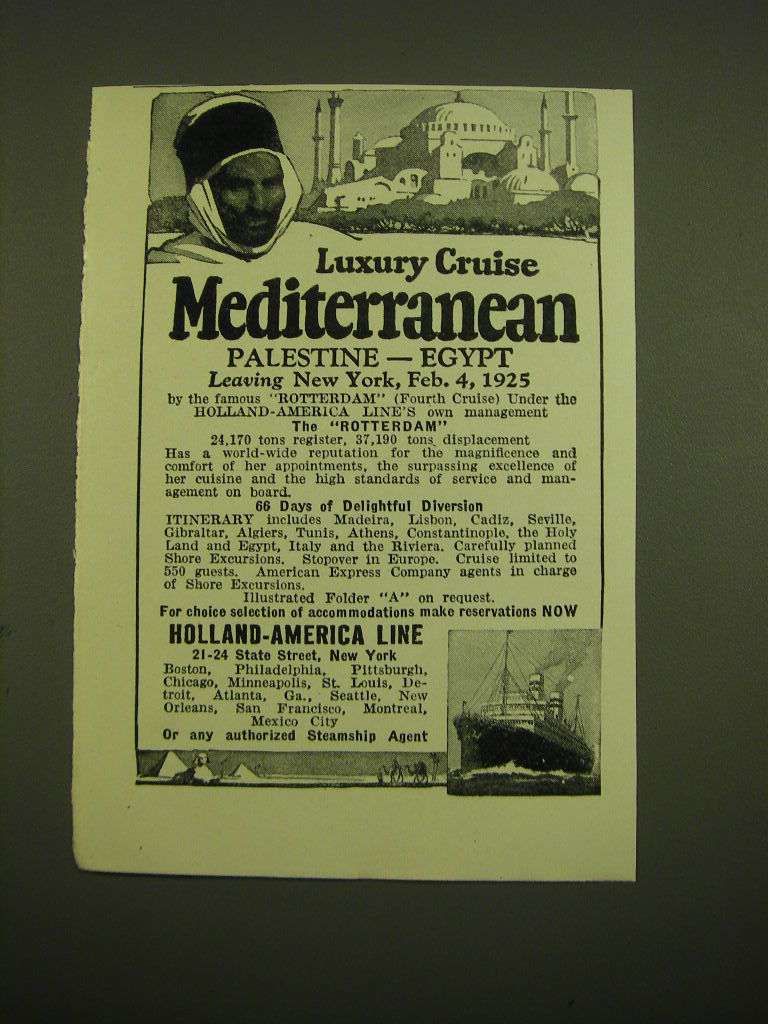 Luxury Cruise
Mediterranean
PALESTINE — EGYPT
Leaving New York, Feb. 4, 1925
by the famous "ROTTERDAM" (Fourth Cruise) Under the
HOLLAND-AMERICA LINE'S own management
The "ROTTERDAM"
24,170 tons register, 37,190 tons displacement
Has a world-wide reputation for the magnificence and
comfort of her appointments, the surpassing excellence of
her cuisine and the high standards of service and man-
agement on board.
66 Days of Delightful Diversion
ITINERARY includes Madeira, Lisbon, Cadiz, Seville,
Gibraltar, Algiers, Tunis, Athens, Constantinople, the Holy
Land and Egypt, Italy and the Riviera. Carefully planned
Shore Excursions. Stopover in Europe. Cruise limited to
550 guests. American Express Company agents in charge
of Shore Excursions.
Illustrated Folder "A" on request.
For choice selection of accommodations make reservations NOW
HOLLAND-AMERICA LINE
21-24 State Street, New York
Boston, Philadelphia, Pittsburgh,
Chicago, Minneapolis, St. Louis, De-
troit, Atlanta, Ga., Seattle, New
Orleans, San Francisco, Montreal,
Mexico City
Or any authorized Steamship Agent